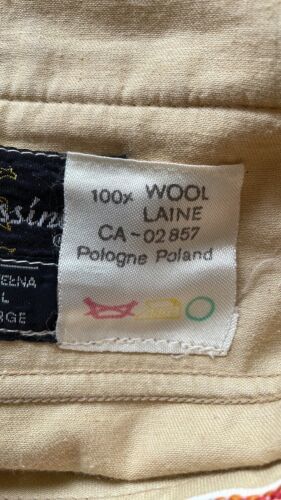 100% WOOL
LAINE
CA-02857
Pologne Poland
L